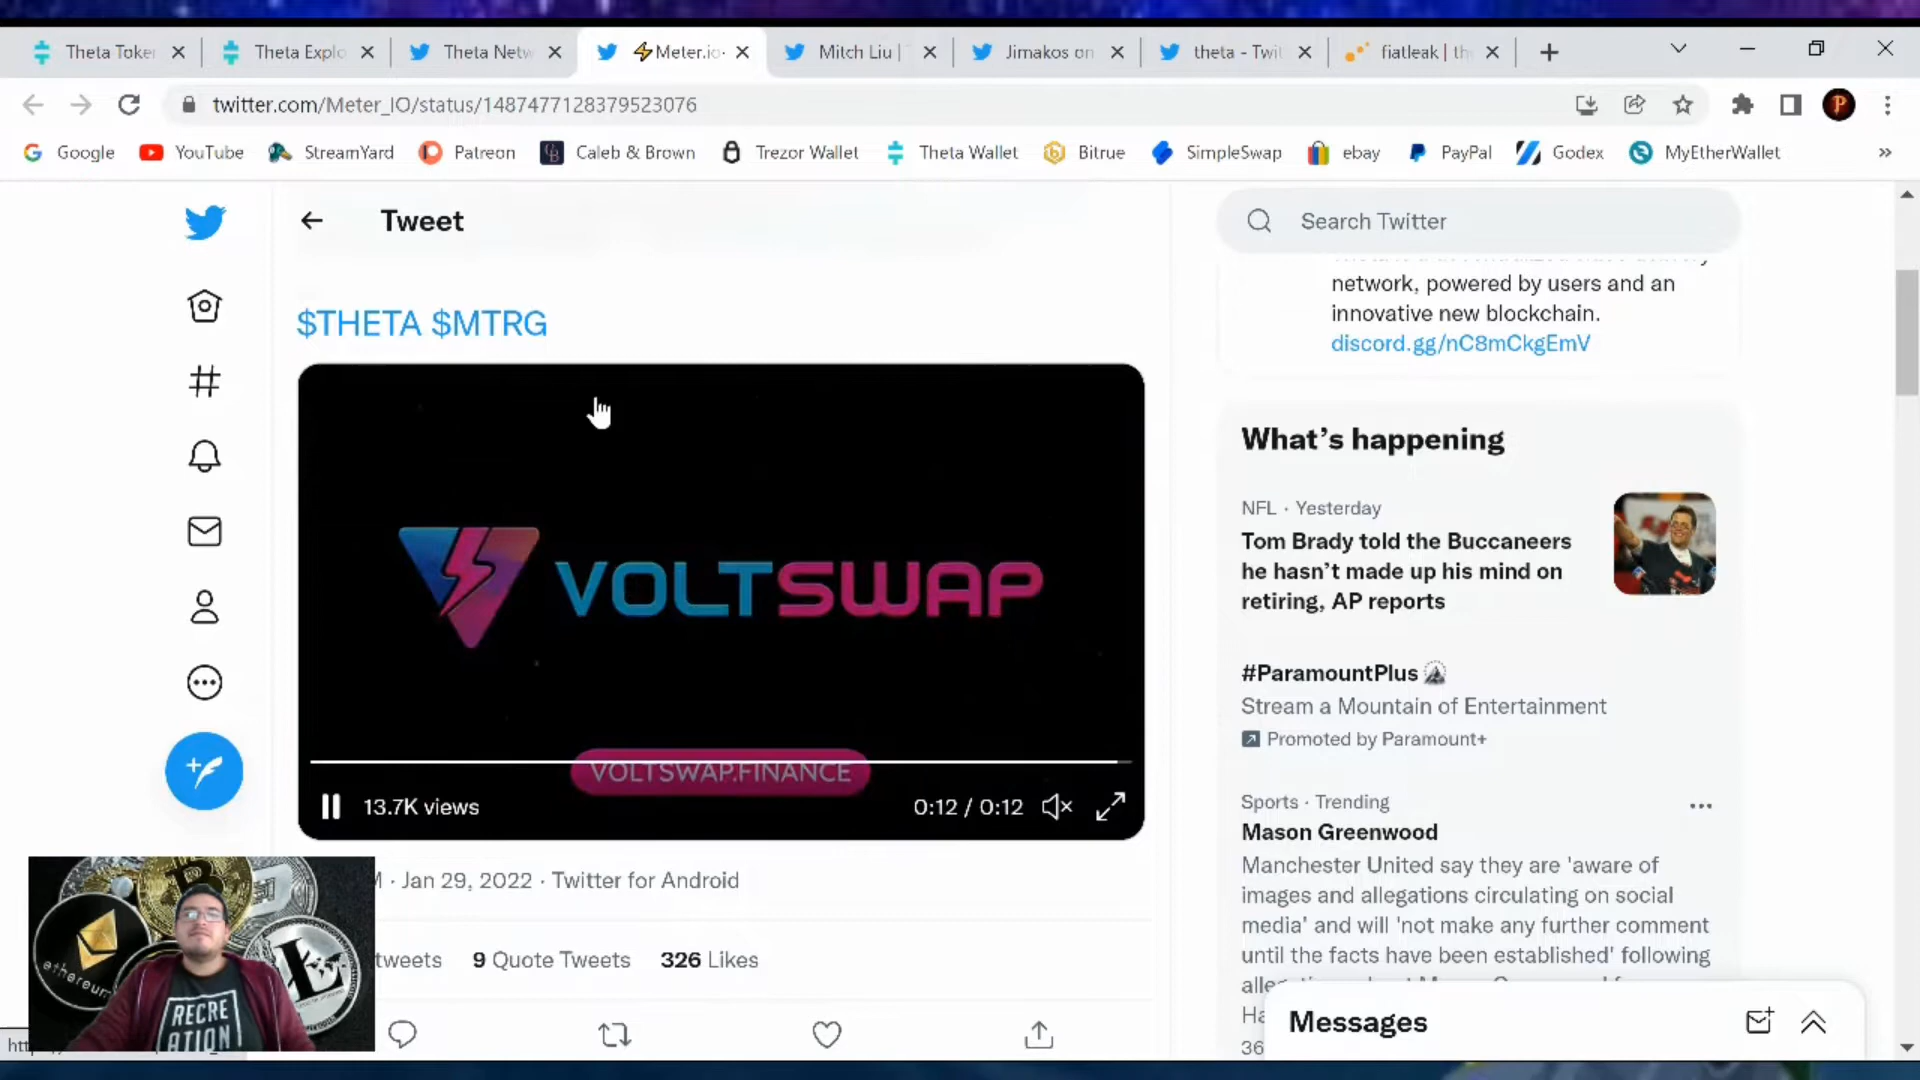 Theta Token
Theta Explo
Theta Netw
Meter.io
Mitch Liu |
Jimakos on
theta - Twit
fiatleak | th
twitter.com/Meter_IO/status/1487477128379523076
P
Google
YouTube
StreamYard
Patreon
Caleb & Brown
Trezor Wallet
Theta Wallet
Bitrue
SimpleSwap
ebay
PayPal
Godex
MyEtherWallet
Tweet
Search Twitter
network, powered by users and an
innovative new blockchain.
discord.gg/nC8mCkgEmV
$THETA $MTRG
VOLTSWAP
VOLTSWAP.FINANCE
13.7K views
0:12 / 0:12
What's happening
NFL · Yesterday
Tom Brady told the Buccaneers
he hasn't made up his mind on
retiring, AP reports
#ParamountPlus
Stream a Mountain of Entertainment
Promoted by Paramount+
Sports · Trending
Mason Greenwood
Manchester United say they are 'aware of
images and allegations circulating on social
media' and will 'not make any further comment
until the facts have been established' following
M · Jan 29, 2022 · Twitter for Android
tweets 9 Quote Tweets 326 Likes
ethereum
RECRE
ATION
Messages
36